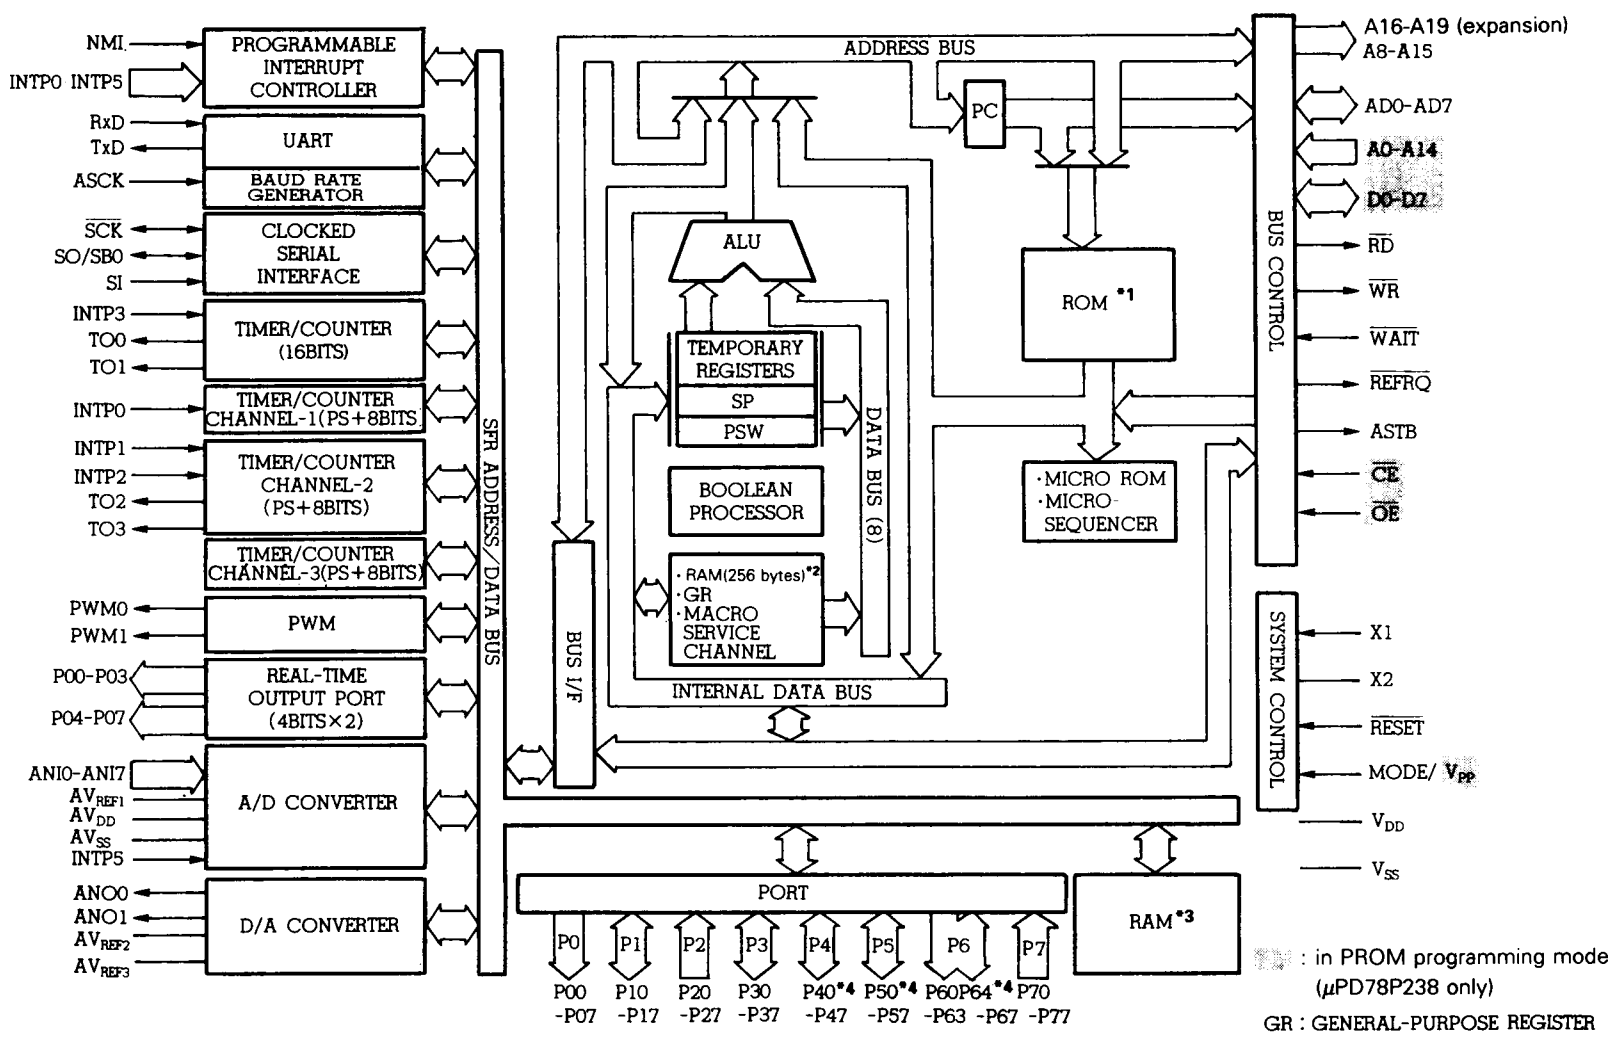 NMI
INTP0 INTP5
PROGRAMMABLE
INTERRUPT
CONTROLLER
RxD
TxD
ASCK
UART
BAUD RATE
GENERATOR
SCK
SO/SB0
SI
CLOCKED
SERIAL
INTERFACE
INTP3
TO0
TO1
TIMER/COUNTER
(16BITS)
INTP0
TIMER/COUNTER
CHANNEL-1(PS+8BITS
INTP1
INTP2
TO2
TO3
TIMER/COUNTER
CHANNEL-2
(PS+8BITS)
TIMER/COUNTER
CHANNEL-3(PS+8BITS)
PWM0
PWM1
PWM
P00-P03
P04-P07
REAL-TIME
OUTPUT PORT
(4BITS×2)
ANI0-ANI7
AVREF1
AVDD
AVSS
INTP5
A/D CONVERTER
ANO0
ANO1
AVREF2
AVREF3
D/A CONVERTER
SFR ADDRESS/DATA BUS
BUS I/F
ADDRESS BUS
PC
ALU
TEMPORARY
REGISTERS
SP
PSW
BOOLEAN
PROCESSOR
· RAM(256 bytes)*2
· GR
· MACRO
SERVICE
CHANNEL
DATA BUS (8)
INTERNAL DATA BUS
ROM *1
· MICRO ROM
· MICRO-
SEQUENCER
BUS CONTROL
A16-A19 (expansion)
A8-A15
AD0-AD7
A0-A14
D0-D7
RD
WR
WAIT
REFRQ
ASTB
CE
OE
SYSTEM CONTROL
X1
X2
RESET
MODE/ VPP
VDD
VSS
PORT
RAM*3
P0 P1 P2 P3 P4 P5 P6 P7
P00 P10 P20 P30 P40*4 P50*4 P60 P64*4 P70
-P07 -P17 -P27 -P37 -P47 -P57 -P63 -P67 -P77
: in PROM programming mode
(μPD78P238 only)
GR : GENERAL-PURPOSE REGISTER